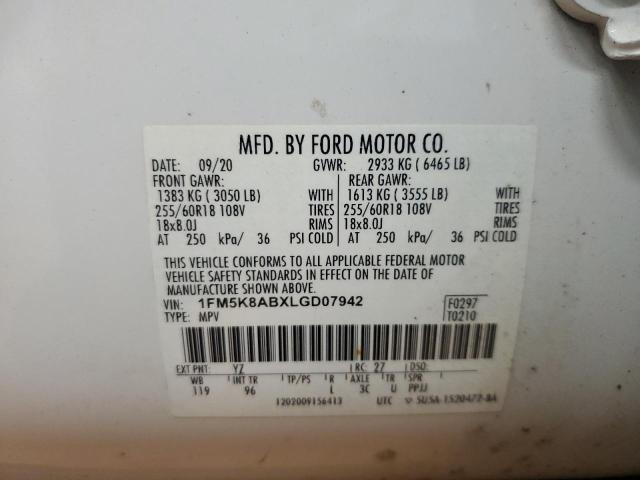 MFD. BY FORD MOTOR CO.
DATE: 09/20 GVWR: 2933 KG ( 6465 LB)
FRONT GAWR: REAR GAWR:
1383 KG ( 3050 LB) WITH 1613 KG ( 3555 LB) WITH
255/60R18 108V TIRES 255/60R18 108V TIRES
18x8.0J RIMS 18x8.0J RIMS
AT 250 kPa/ 36 PSI COLD AT 250 kPa/ 36 PSI COLD
THIS VEHICLE CONFORMS TO ALL APPLICABLE FEDERAL MOTOR
VEHICLE SAFETY STANDARDS IN EFFECT ON THE DATE OF
MANUFACTURE SHOWN ABOVE.
VIN: 1FM5K8ABXLGD07942 F0297
TYPE: MPV T0210
EXT PNT: YZ RC: 27 DSO:
WB INT TR TP/PS R AXLE TR SPR
119 96 L 3C U PPJJ
1202009156413 UTC SU5A-1520472-BA